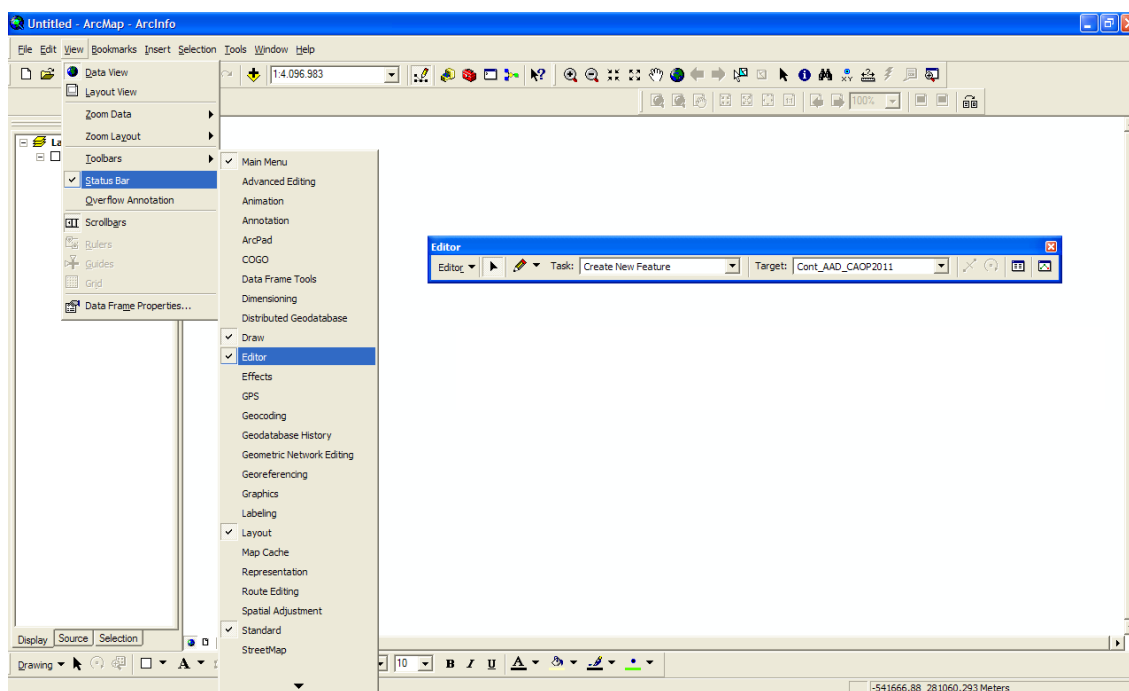 Untitled - ArcMap - ArcInfo
File Edit View Bookmarks Insert Selection Tools Window Help
1:4.096.983
100%
Data View
Layout View
Zoom Data
Zoom Layout
Toolbars
Status Bar
Overflow Annotation
Scrollbars
Rulers
Guides
Grid
Data Frame Properties...
La
Main Menu
Advanced Editing
Animation
Annotation
ArcPad
COGO
Data Frame Tools
Dimensioning
Distributed Geodatabase
Draw
Editor
Effects
GPS
Geocoding
Geodatabase History
Geometric Network Editing
Georeferencing
Graphics
Labeling
Layout
Map Cache
Representation
Route Editing
Spatial Adjustment
Standard
StreetMap
Editor
Editor Task: Create New Feature Target: Cont_AAD_CAOP2011
Display Source Selection
Drawing A 10 B I U A
-541666,88 281060,293 Meters